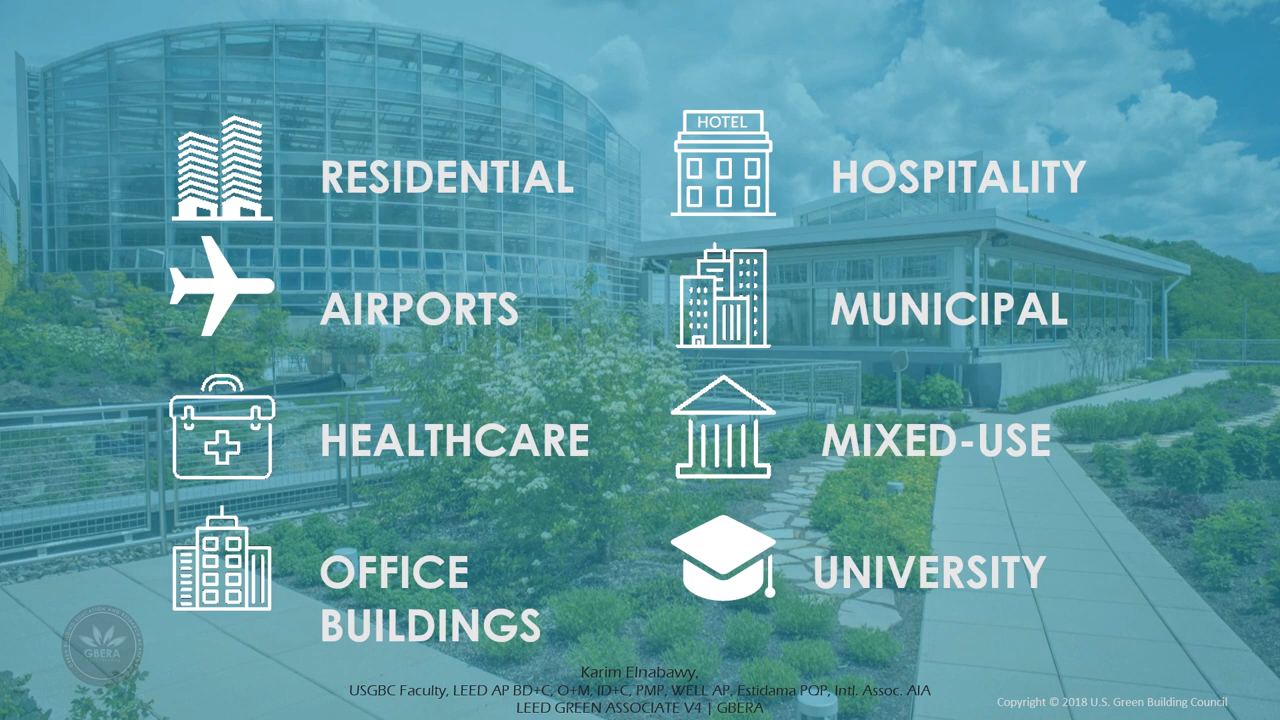 HOTEL
RESIDENTIAL
HOSPITALITY
AIRPORTS
MUNICIPAL
HEALTHCARE
MIXED-USE
OFFICE
BUILDINGS
UNIVERSITY
GBERA
Karim Elnabawy,
USGBC Faculty, LEED AP BD+C, O+M, ID+C, PMP, WELL AP, Estidama PQP, Intl. Assoc. AIA
LEED GREEN ASSOCIATE V4 | GBERA
Copyright © 2018 U.S. Green Building Council